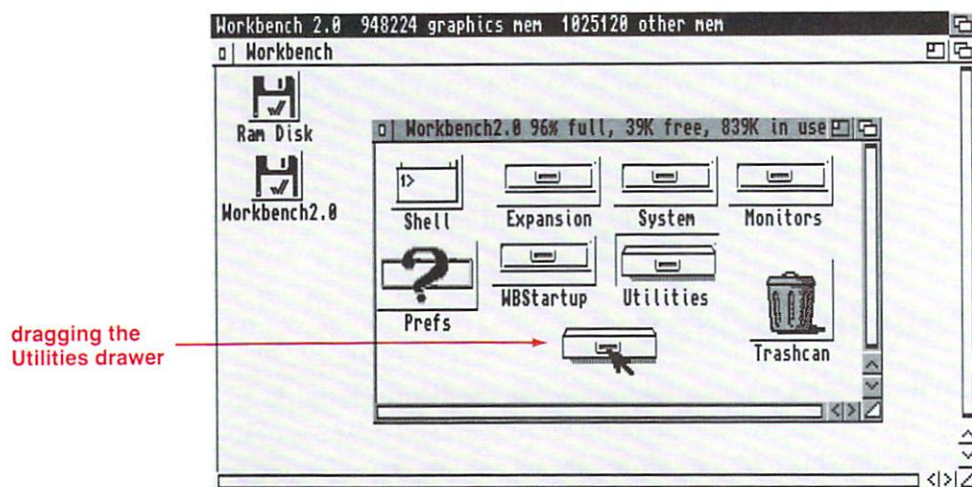 Workbench 2.0 948224 graphics mem 1025120 other mem
Workbench
Ram Disk
Workbench2.0
Workbench2.0 96% full, 39K free, 839K in use
1>
Shell
Expansion
System
Monitors
Prefs
WBStartup
Utilities
Trashcan
dragging the
Utilities drawer